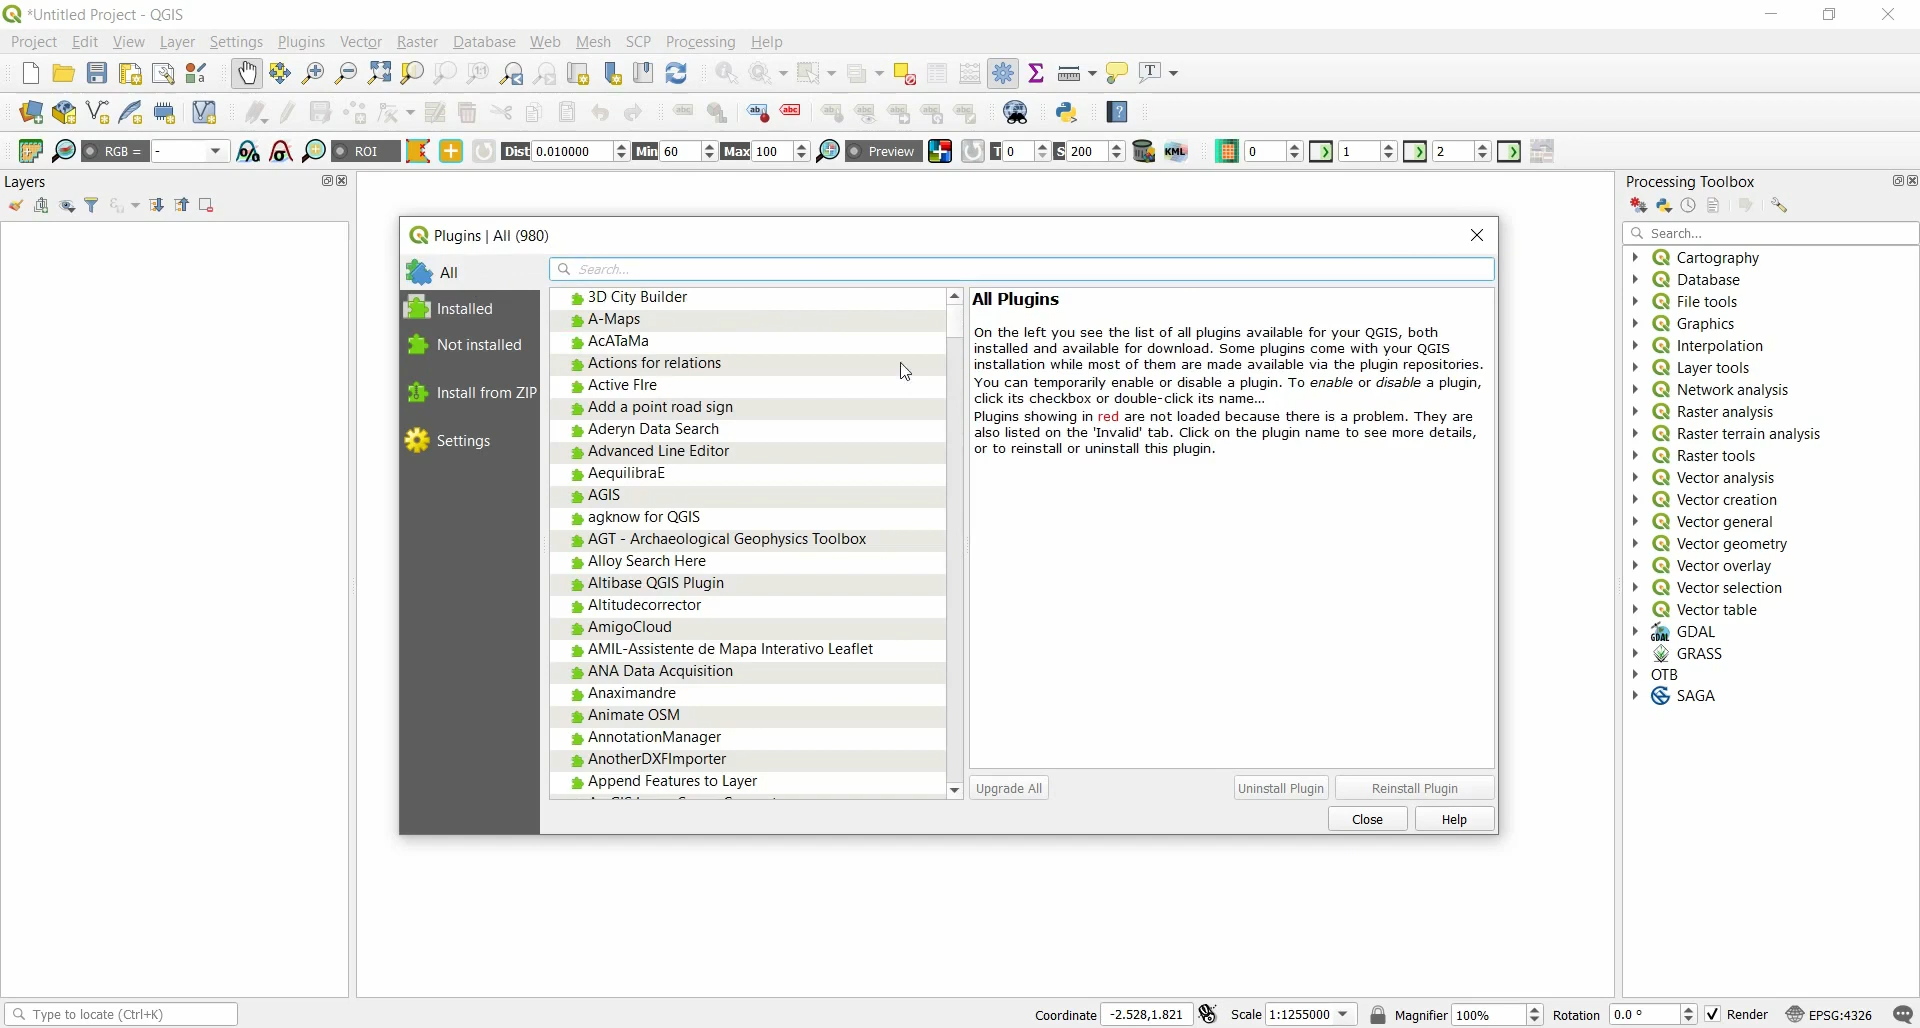 *Untitled Project - QGIS
Project Edit View Layer Settings Plugins Vector Raster Database Web Mesh SCP Processing Help
RGB = - ROI Dist 0.010000 Min 60 Max 100 Preview T 0 S 200 KML 0 1 2
Layers
Processing Toolbox
Search...
Cartography
Database
File tools
Graphics
Interpolation
Layer tools
Network analysis
Raster analysis
Raster terrain analysis
Raster tools
Vector analysis
Vector creation
Vector general
Vector geometry
Vector overlay
Vector selection
Vector table
GDAL
GRASS
OTB
SAGA
Plugins | All (980)
All
Installed
Not installed
Install from ZIP
Settings
Search...
3D City Builder
A-Maps
AcATaMa
Actions for relations
Active FIre
Add a point road sign
Aderyn Data Search
Advanced Line Editor
AequilibraE
AGIS
agknow for QGIS
AGT - Archaeological Geophysics Toolbox
Alloy Search Here
Altibase QGIS Plugin
Altitudecorrector
AmigoCloud
AMIL-Assistente de Mapa Interativo Leaflet
ANA Data Acquisition
Anaximandre
Animate OSM
AnnotationManager
AnotherDXFImporter
Append Features to Layer
All Plugins
On the left you see the list of all plugins available for your QGIS, both
installed and available for download. Some plugins come with your QGIS
installation while most of them are made available via the plugin repositories.
You can temporarily enable or disable a plugin. To enable or disable a plugin,
click its checkbox or double-click its name...
Plugins showing in red are not loaded because there is a problem. They are
also listed on the 'Invalid' tab. Click on the plugin name to see more details,
or to reinstall or uninstall this plugin.
Upgrade All Uninstall Plugin Reinstall Plugin
Close Help
Type to locate (Ctrl+K) Coordinate -2.528,1.821 Scale 1:1255000 Magnifier 100% Rotation 0.0 ° Render EPSG:4326